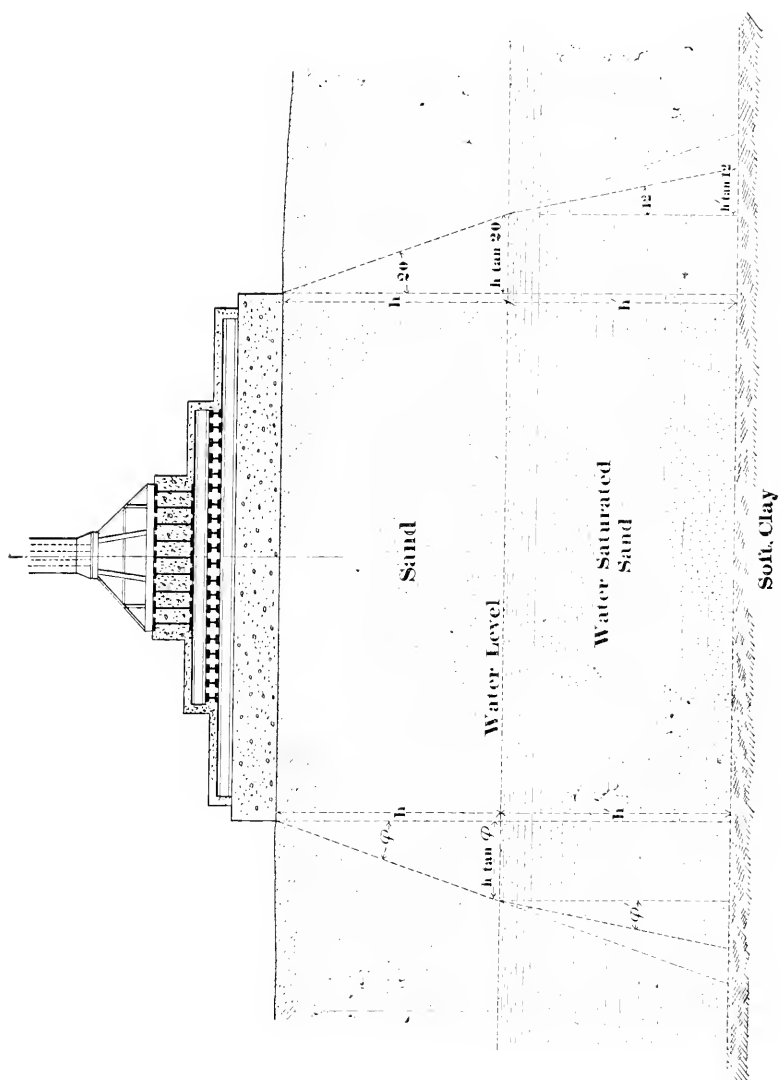 h
20
h tan 20
h
12
h tan 12
Sand
Water Level
Water Saturated
Sand
h
φ
h tan φ
h
φ
Soft Clay